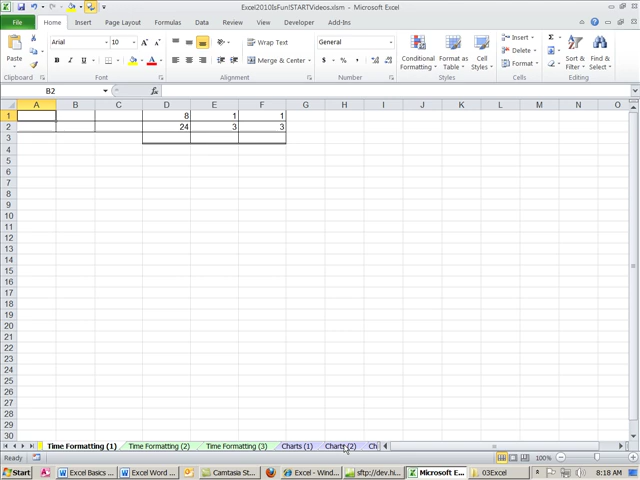 Excel2010IsFun!STARTVideos.xlsm - Microsoft Excel
File Home Insert Page Layout Formulas Data Review View Developer Add-Ins
Paste Arial 10 Wrap Text General Conditional Formatting Format as Table Cell Styles Insert Delete Format Sort & Filter Find & Select
B I U Merge & Center $ % ,
Clipboard Font Alignment Number Styles Cells Editing
B2 fx
A B C D E F G H I J K L M N O
1 8 1 1
2 24 3 3
3
4
5
6
7
8
9
10
11
12
13
14
15
16
17
18
19
20
21
22
23
24
25
26
27
28
29
30
Time Formatting (1) Time Formatting (2) Time Formatting (3) Charts (1) Charts (2) Ch
Ready 100%
Start Excel Basics ... Excel Word ... Camtasia St... Excel - Wind... sftp://dev.hi... Microsoft E... 03Excel 8:18 AM